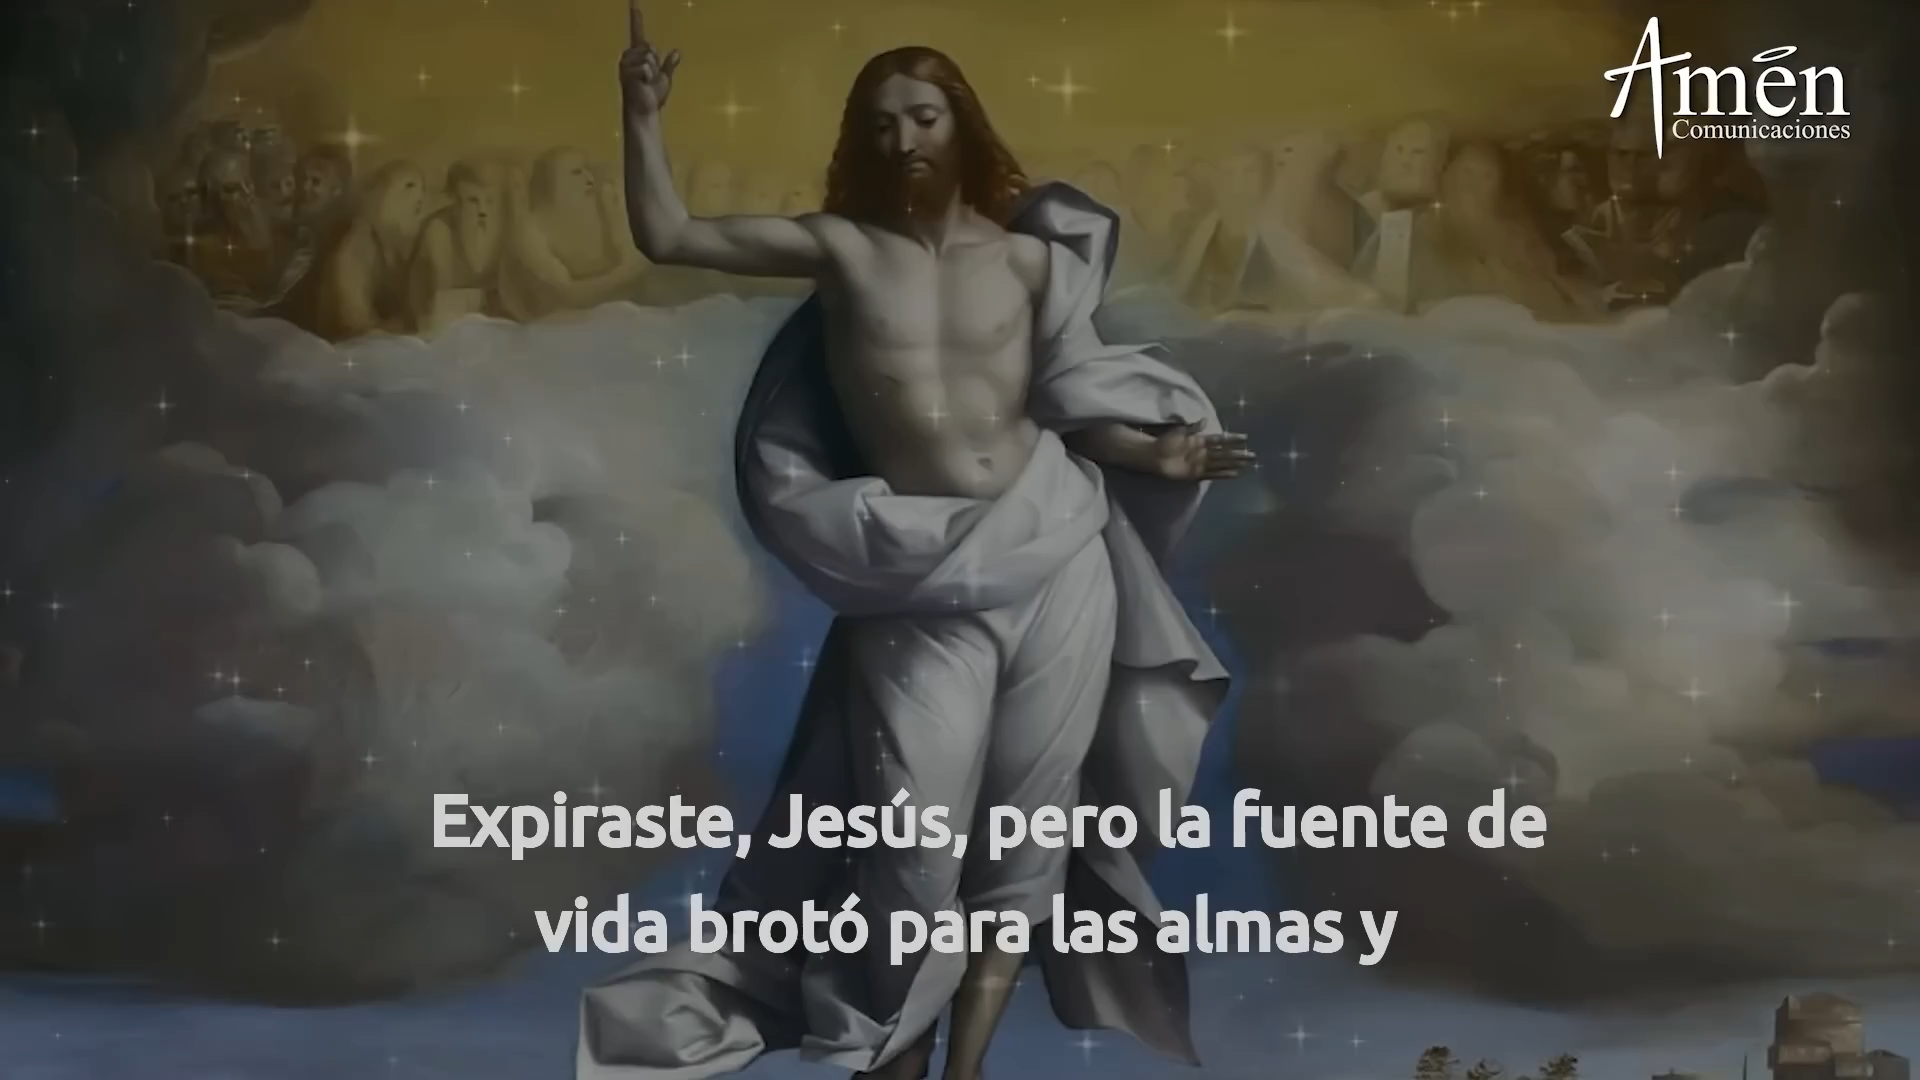 Amén
Comunicaciones
Expiraste, Jesús, pero la fuente de
vida brotó para las almas y